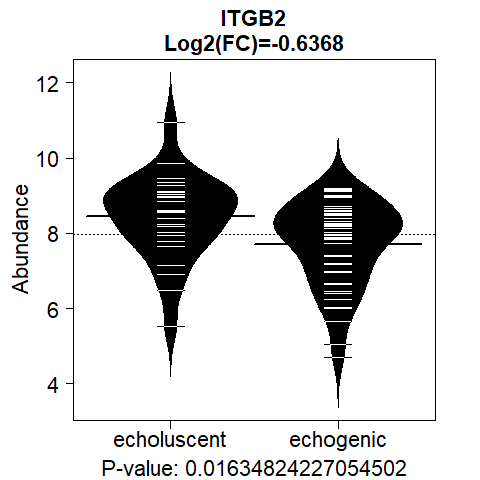 ITGB2
Log2(FC)=-0.6368
12
10
8
6
4
Abundance
echoluscent echogenic
P-value: 0.01634824227054502